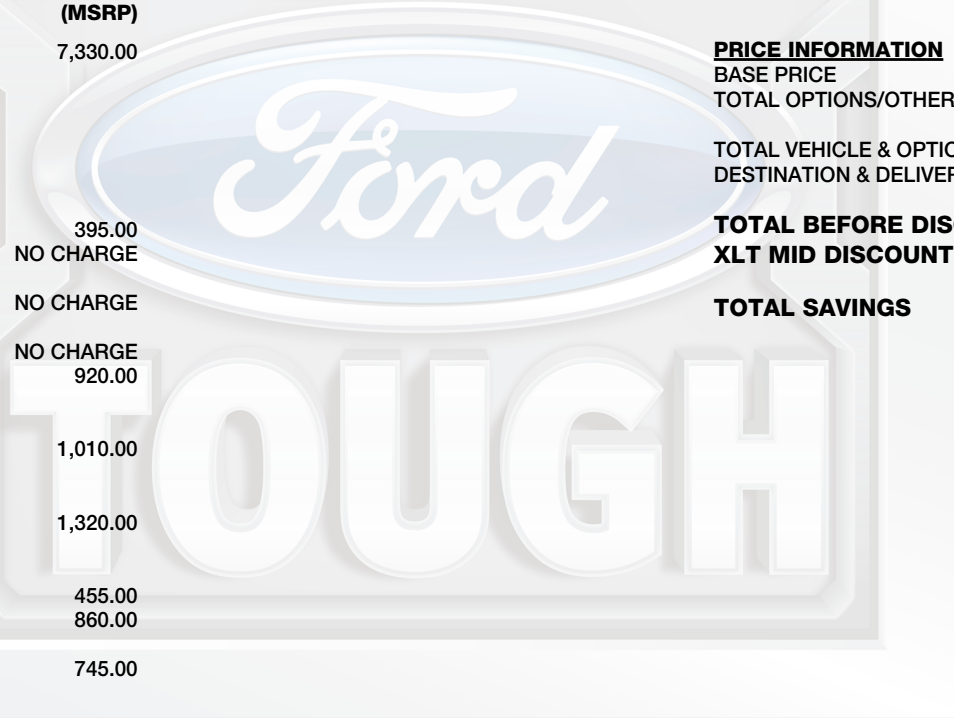 (MSRP)
7,330.00
395.00
NO CHARGE
NO CHARGE
NO CHARGE
920.00
1,010.00
1,320.00
455.00
860.00
745.00
Ford
TOUGH
PRICE INFORMATION
BASE PRICE
TOTAL OPTIONS/OTHER
TOTAL VEHICLE & OPTIO
DESTINATION & DELIVER
TOTAL BEFORE DIS
XLT MID DISCOUNT
TOTAL SAVINGS